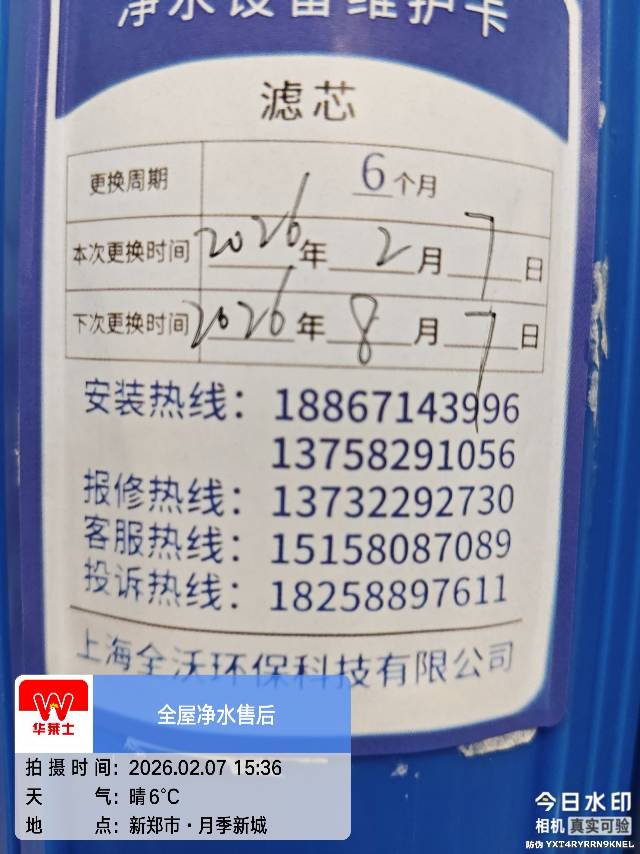 净水设备维护卡
滤芯
更换周期 6个月
本次更换时间 2026年2月7日
下次更换时间 2026年8月7日
安装热线：18867143996
13758291056
报修热线：13732292730
客服热线：15158087089
投诉热线：18258897611
上海全沃环保科技有限公司
华莱士
全屋净水售后
拍摄时间：2026.02.07 15:36
天气：晴6℃
地点：新郑市·月季新城
今日水印
相机 真实可验
防伪 YXT4RYRRN9KNEL